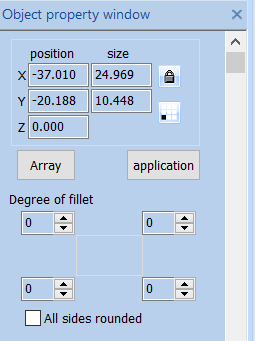 Object property window
position size
X -37.010 24.969
Y -20.188 10.448
Z 0.000
Array application
Degree of fillet
0 0
0 0
All sides rounded